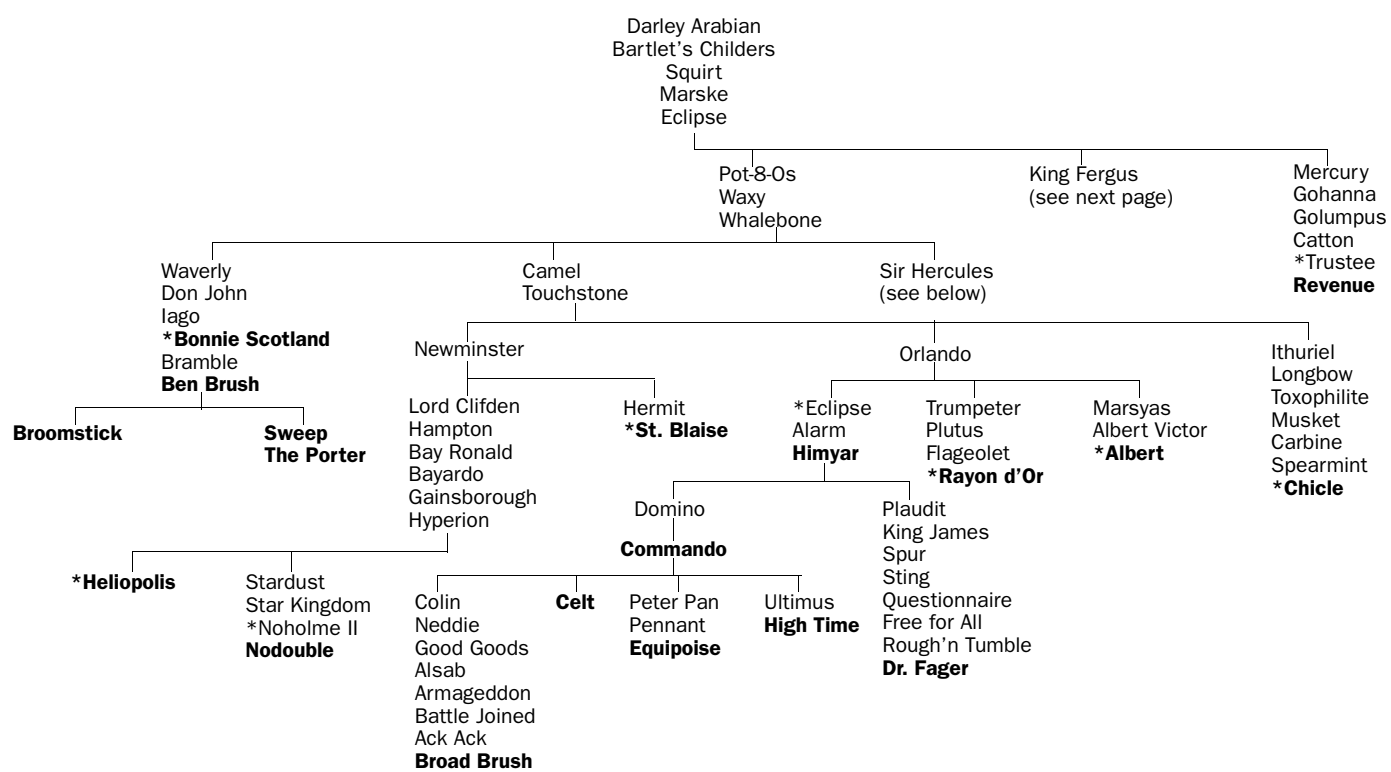 Darley Arabian
Bartlet’s Childers
Squirt
Marske
Eclipse
Pot-8-Os
Waxy
Whalebone
King Fergus
(see next page)
Mercury
Gohanna
Golumpus
Catton
*Trustee
Revenue
Waverly
Don John
Iago
*Bonnie Scotland
Bramble
Ben Brush
Camel
Touchstone
Sir Hercules
(see below)
Broomstick
Sweep
The Porter
Newminster
Orlando
Ithuriel
Longbow
Toxophilite
Musket
Carbine
Spearmint
*Chicle
Lord Clifden
Hampton
Bay Ronald
Bayardo
Gainsborough
Hyperion
Hermit
*St. Blaise
*Eclipse
Alarm
Himyar
Trumpeter
Plutus
Flageolet
*Rayon d’Or
Marsyas
Albert Victor
*Albert
Domino
Commando
Plaudit
King James
Spur
Sting
Questionnaire
Free for All
Rough’n Tumble
Dr. Fager
*Heliopolis
Stardust
Star Kingdom
*Noholme II
Nodouble
Colin
Neddie
Good Goods
Alsab
Armageddon
Battle Joined
Ack Ack
Broad Brush
Celt
Peter Pan
Pennant
Equipoise
Ultimus
High Time